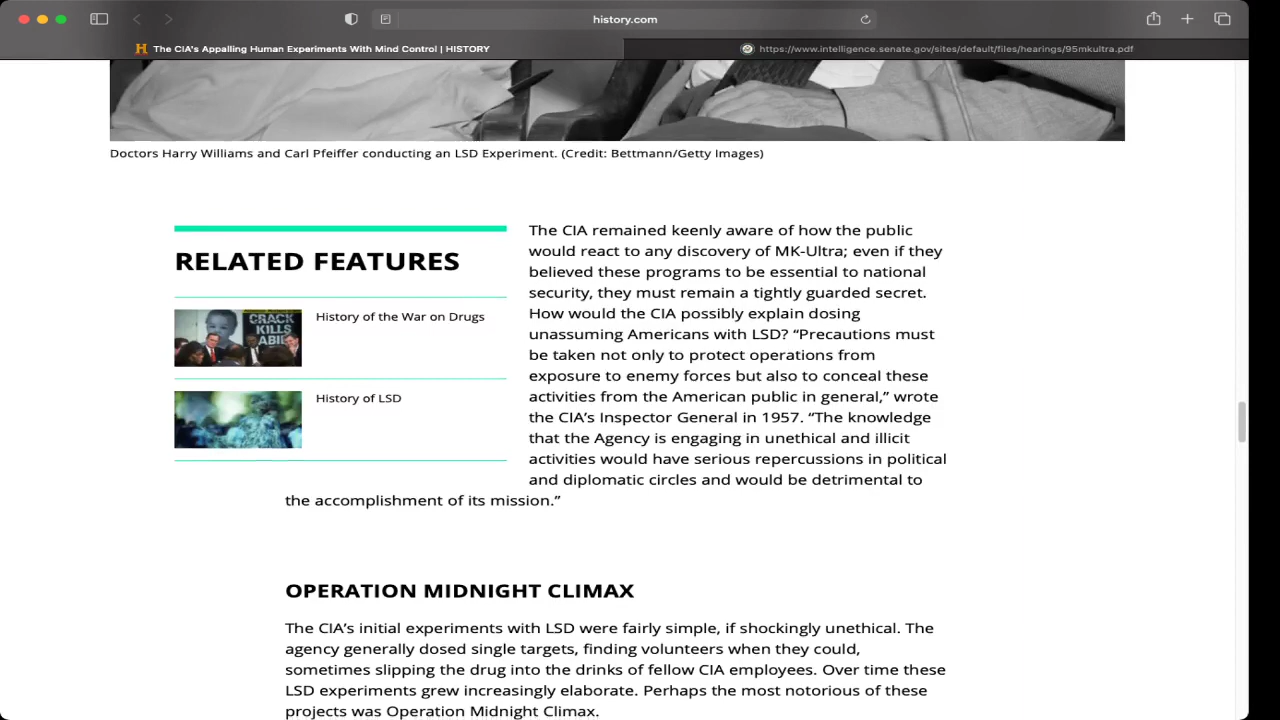 history.com
The CIA's Appalling Human Experiments With Mind Control | HISTORY
https://www.intelligence.senate.gov/sites/default/files/hearings/95mkultra.pdf
Doctors Harry Williams and Carl Pfeiffer conducting an LSD Experiment. (Credit: Bettmann/Getty Images)
RELATED FEATURES
CRACK
KILLS
History of the War on Drugs
History of LSD
The CIA remained keenly aware of how the public
would react to any discovery of MK-Ultra; even if they
believed these programs to be essential to national
security, they must remain a tightly guarded secret.
How would the CIA possibly explain dosing
unassuming Americans with LSD? “Precautions must
be taken not only to protect operations from
exposure to enemy forces but also to conceal these
activities from the American public in general,” wrote
the CIA’s Inspector General in 1957. “The knowledge
that the Agency is engaging in unethical and illicit
activities would have serious repercussions in political
and diplomatic circles and would be detrimental to
the accomplishment of its mission.”
OPERATION MIDNIGHT CLIMAX
The CIA’s initial experiments with LSD were fairly simple, if shockingly unethical. The
agency generally dosed single targets, finding volunteers when they could,
sometimes slipping the drug into the drinks of fellow CIA employees. Over time these
LSD experiments grew increasingly elaborate. Perhaps the most notorious of these
projects was Operation Midnight Climax.